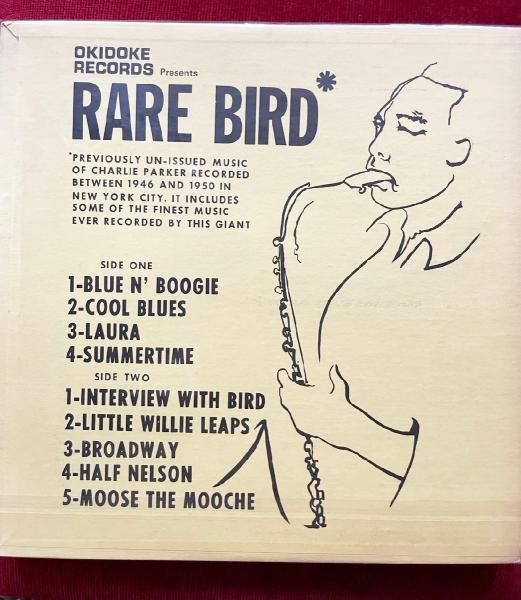 OKIDOKE
RECORDS Presents
RARE BIRD*
*PREVIOUSLY UN-ISSUED MUSIC
OF CHARLIE PARKER RECORDED
BETWEEN 1946 AND 1950 IN
NEW YORK CITY. IT INCLUDES
SOME OF THE FINEST MUSIC
EVER RECORDED BY THIS GIANT
SIDE ONE
1-BLUE N' BOOGIE
2-COOL BLUES
3-LAURA
4-SUMMERTIME
SIDE TWO
1-INTERVIEW WITH BIRD
2-LITTLE WILLIE LEAPS
3-BROADWAY
4-HALF NELSON
5-MOOSE THE MOOCHE